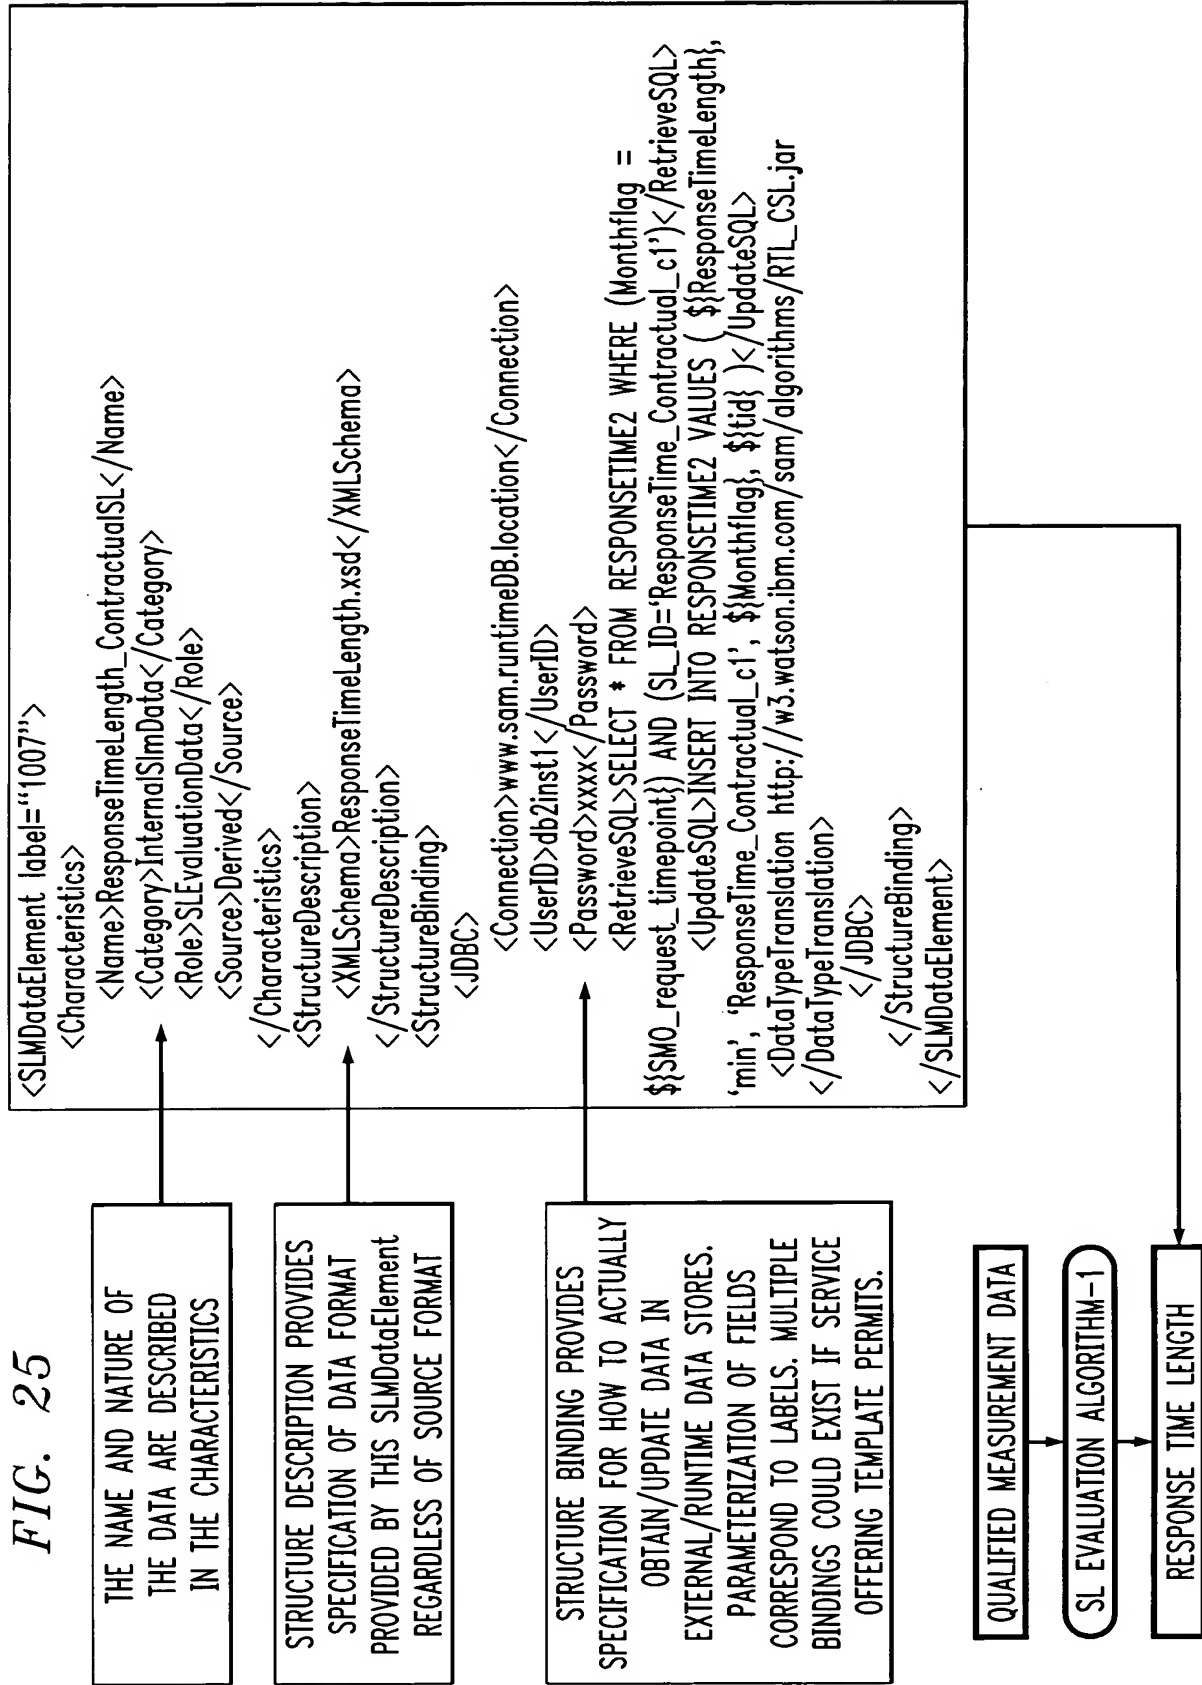 FIG. 25
THE NAME AND NATURE OF
THE DATA ARE DESCRIBED
IN THE CHARACTERISTICS
STRUCTURE DESCRIPTION PROVIDES
SPECIFICATION OF DATA FORMAT
PROVIDED BY THIS SLMDataElement
REGARDLESS OF SOURCE FORMAT
STRUCTURE BINDING PROVIDES
SPECIFICATION FOR HOW TO ACTUALLY
OBTAIN/UPDATE DATA IN
EXTERNAL/RUNTIME DATA STORES.
PARAMETERIZATION OF FIELDS
CORRESPOND TO LABELS. MULTIPLE
BINDINGS COULD EXIST IF SERVICE
OFFERING TEMPLATE PERMITS.
<SLMDataElement label="1007">
<Characteristics>
<Name>ResponseTimeLength_ContractualSL</Name>
<Category>InternalSlmData</Category>
<Role>SLEvaluationData</Role>
<Source>Derived</Source>
</Characteristics>
<StructureDescription>
<XMLSchema>ResponseTimeLength.xsd</XMLSchema>
</StructureDescription>
<StructureBinding>
<JDBC>
<Connection>www.sam.runtimeDB.location</Connection>
<UserID>db2inst1</UserID>
<Password>xxxx</Password>
<RetrieveSQL>SELECT * FROM RESPONSETIME2 WHERE (Monthflag =
${SMO_request_timepoint}) AND (SL_ID='ResponseTime_Contractual_c1')</RetrieveSQL>
<UpdateSQL>INSERT INTO RESPONSETIME2 VALUES ( ${ResponseTimeLength},
'min', 'ResponseTime_Contractual_c1', ${Monthflag}, ${tid} )</UpdateSQL>
<DataTypeTranslation http://w3.watson.ibm.com/sam/algorithms/RTL_CSL.jar
</DataTypeTranslation>
</JDBC>
</StructureBinding>
</SLMDataElement>
QUALIFIED MEASUREMENT DATA
SL EVALUATION ALGORITHM-1
RESPONSE TIME LENGTH